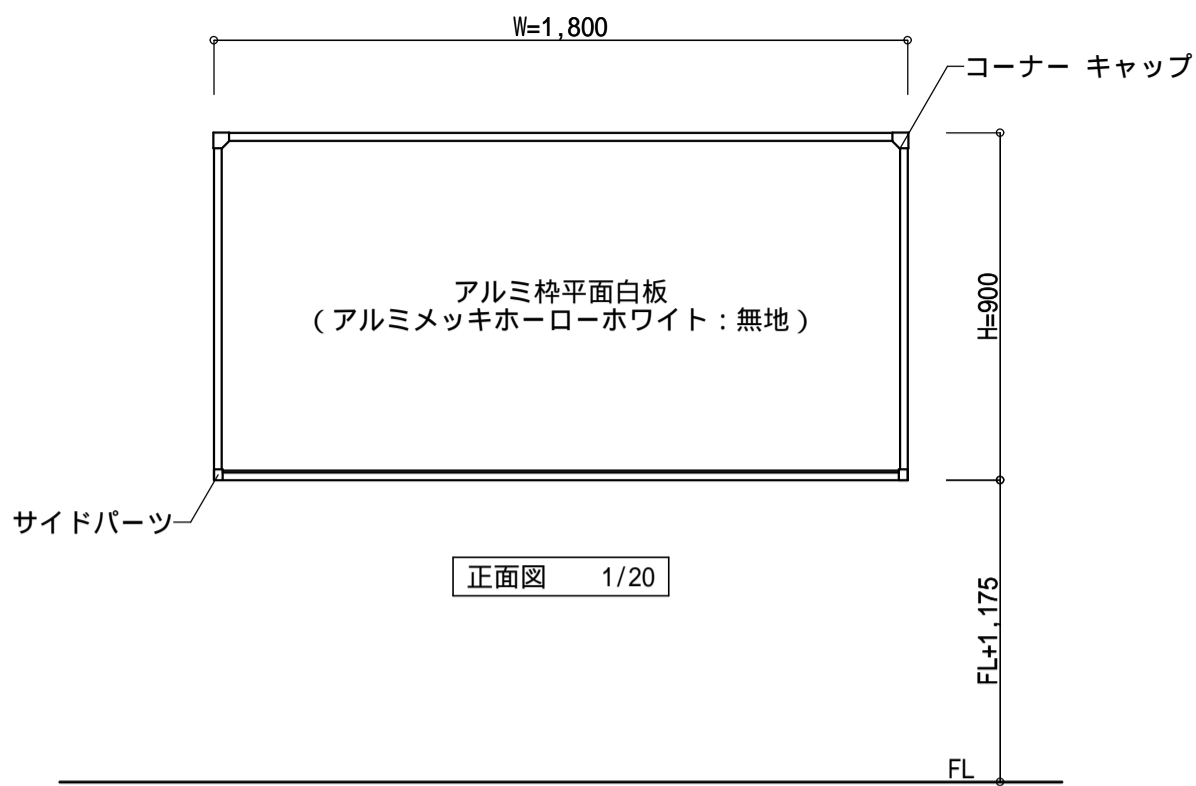 W=1,800
コーナー キャップ
アルミ枠平面白板
(アルミメッキホーローホワイト:無地)
H=900
サイドパーツ
正面図 1/20
FL+1,175
FL